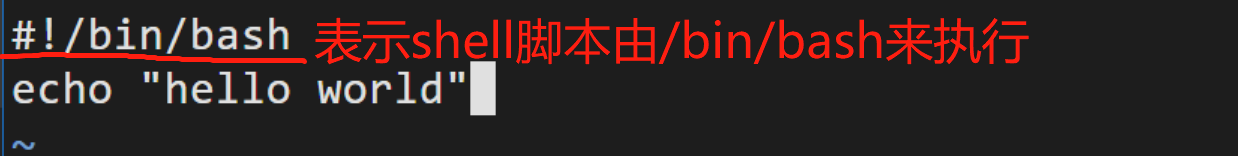 #!/bin/bash 表示shell脚本由/bin/bash来执行
echo "hello world"
~